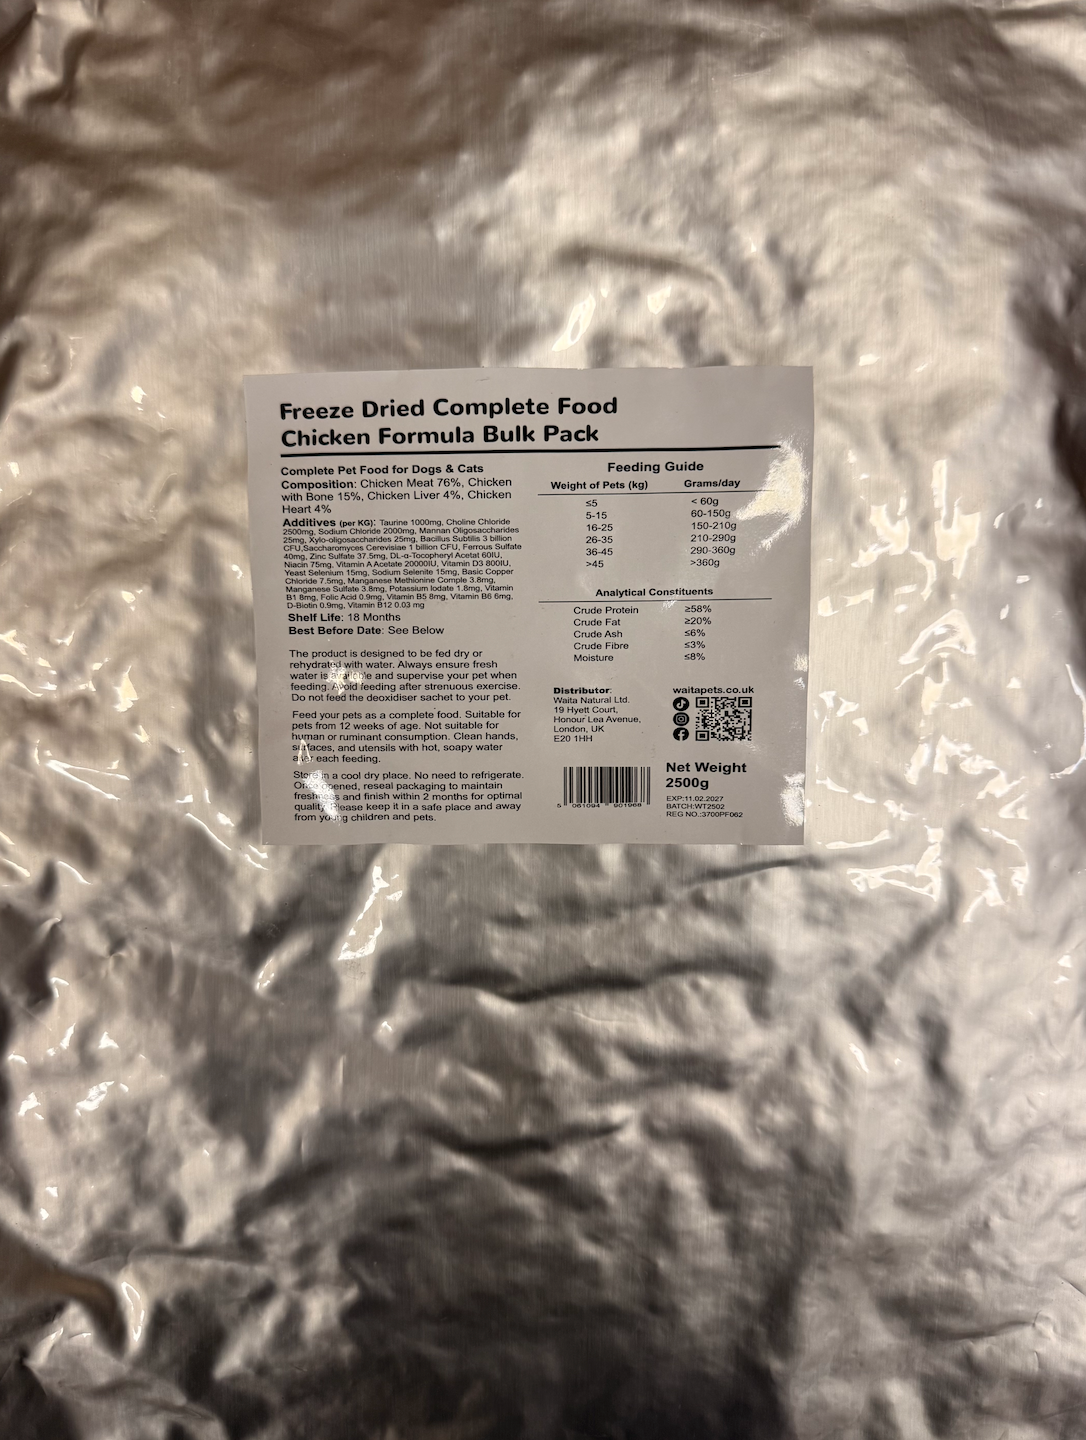 Freeze Dried Complete Food
Chicken Formula Bulk Pack
Complete Pet Food for Dogs & Cats
Composition: Chicken Meat 76%, Chicken
with Bone 15%, Chicken Liver 4%, Chicken
Heart 4%
Additives (per KG): Taurine 1000mg, Choline Chloride
2500mg, Sodium Chloride 2000mg, Mannan Oligosaccharides
25mg, Xylo-oligosaccharides 25mg, Bacillus Subtilis 3 billion
CFU,Saccharomyces Cerevisiae 1 billion CFU, Ferrous Sulfate
40mg, Zinc Sulfate 37.5mg, DL-α-Tocopheryl Acetat 60IU,
Niacin 75mg, Vitamin A Acetate 20000IU, Vitamin D3 800IU,
Yeast Selenium 15mg, Sodium Selenite 15mg, Basic Copper
Chloride 7.5mg, Manganese Methionine Comple 3.8mg,
Manganese Sulfate 3.8mg, Potassium Iodate 1.8mg, Vitamin
B1 8mg, Folic Acid 0.9mg, Vitamin B5 8mg, Vitamin B6 6mg,
D-Biotin 0.9mg, Vitamin B12 0.03 mg
Shelf Life: 18 Months
Best Before Date: See Below
The product is designed to be fed dry or
rehydrated with water. Always ensure fresh
water is available and supervise your pet when
feeding. Avoid feeding after strenuous exercise.
Do not feed the deoxidiser sachet to your pet.
Feed your pets as a complete food. Suitable for
pets from 12 weeks of age. Not suitable for
human or ruminant consumption. Clean hands,
surfaces, and utensils with hot, soapy water
after each feeding.
Store in a cool dry place. No need to refrigerate.
Once opened, reseal packaging to maintain
freshness and finish within 2 months for optimal
quality. Please keep it in a safe place and away
from young children and pets.
Feeding Guide
Weight of Pets (kg) Grams/day
≤5 < 60g
5-15 60-150g
16-25 150-210g
26-35 210-290g
36-45 290-360g
>45 >360g
Analytical Constituents
Crude Protein ≥58%
Crude Fat ≥20%
Crude Ash ≤6%
Crude Fibre ≤3%
Moisture ≤8%
Distributor:
Waita Natural Ltd.
19 Hyett Court,
Honour Lea Avenue,
London, UK
E20 1HH
waitapets.co.uk
5 061094 901968
Net Weight
2500g
EXP:11.02.2027
BATCH:WT2502
REG NO.:3700PF062